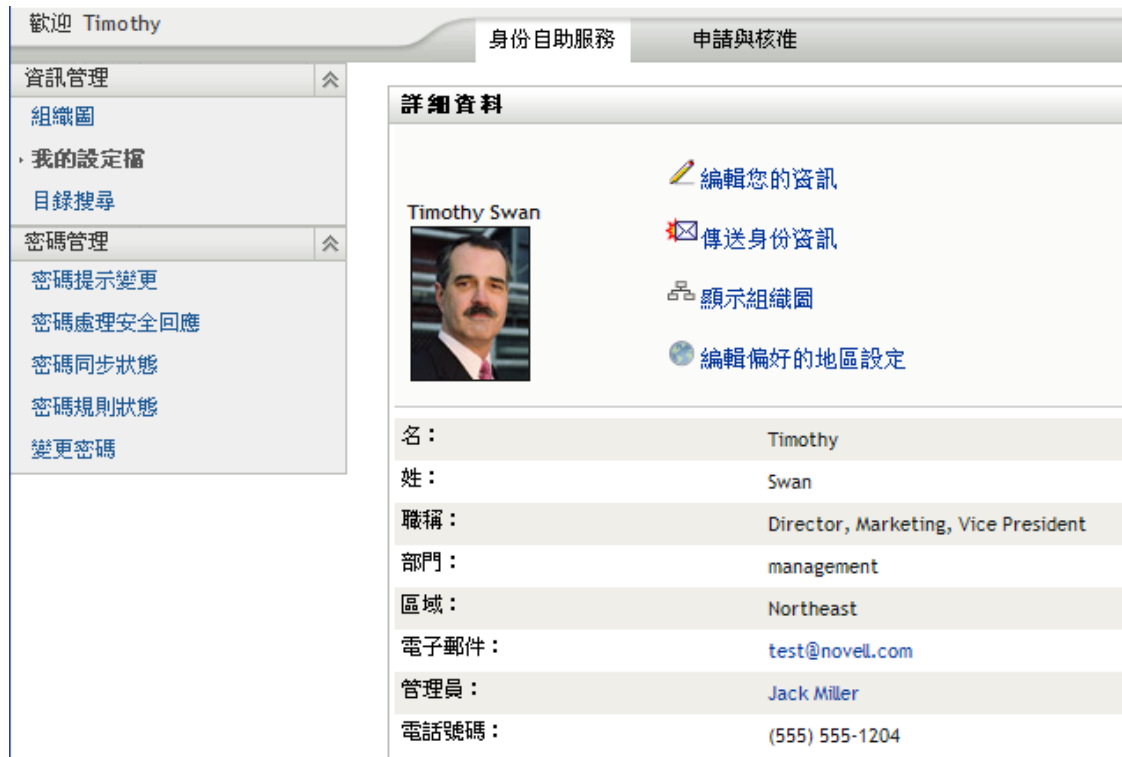 歡迎 Timothy
身份自助服務 申請與核准
資訊管理
組織圖
我的設定檔
目錄搜尋
密碼管理
密碼提示變更
密碼處理安全回應
密碼同步狀態
密碼規則狀態
變更密碼
詳細資料
Timothy Swan
編輯您的資訊
傳送身份資訊
顯示組織圖
編輯偏好的地區設定
名： Timothy
姓： Swan
職稱： Director, Marketing, Vice President
部門： management
區域： Northeast
電子郵件： test@novell.com
管理員： Jack Miller
電話號碼： (555) 555-1204